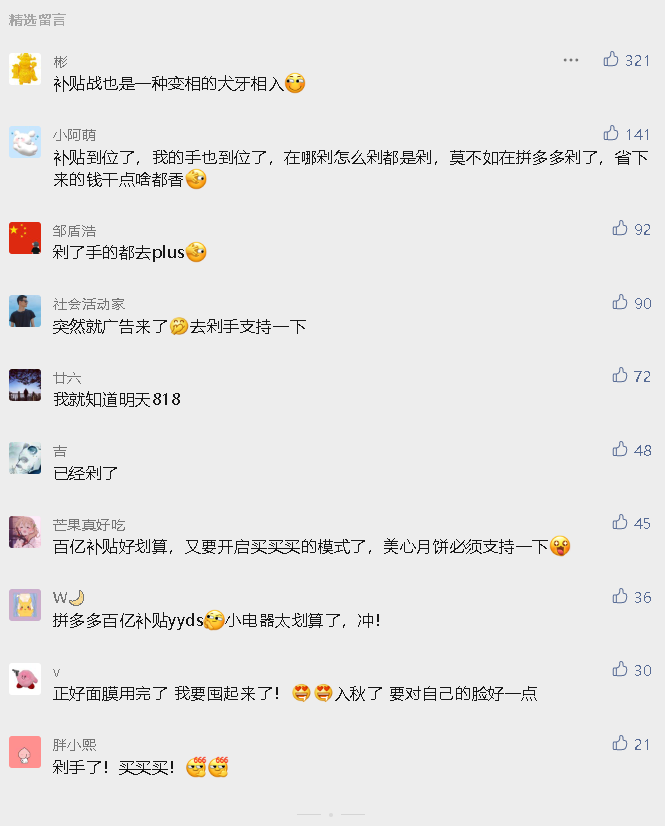 精选留言
彬
321
补贴战也是一种变相的犬牙相入
小阿萌
141
补贴到位了，我的手也到位了，在哪剁怎么剁都是剁，莫不如在拼多多剁了，省下
来的钱干点啥都香
邹盾浩
92
剁了手的都去plus
社会活动家
90
突然就广告来了去剁手支持一下
廿六
72
我就知道明天818
吉
48
已经剁了
芒果真好吃
45
百亿补贴好划算，又要开启买买买的模式了，美心月饼必须支持一下
W🌙
36
拼多多百亿补贴yyds小电器太划算了，冲！
v
30
正好面膜用完了 我要囤起来了！😍😍入秋了 要对自己的脸好一点
胖小熙
21
剁手了！买买买！